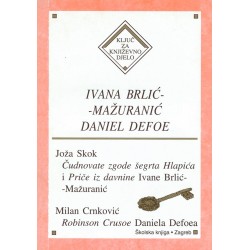 KLJUČ
ZA
KNJIŽEVNO
DJELO
IVANA BRLIĆ-
-MAŽURANIĆ
DANIEL DEFOE
Joža Skok
Čudnovate zgode šegrta Hlapića
i Priče iz davnine Ivane Brlić-
-Mažuranić
Milan Crnković
Robinson Crusoe Daniela Defoea
Školska knjiga • Zagreb